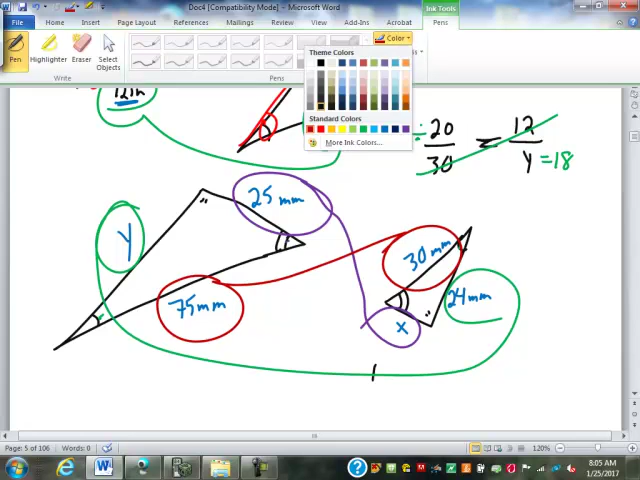 Doc4 [Compatibility Mode] - Microsoft Word
Ink Tools
File Home Insert Page Layout References Mailings Review View Acrobat Pens
Pen Highlighter Eraser Select Objects
Color
Write
Pens
Theme Colors
Standard Colors
More Ink Colors...
12in
÷ 20/30 = 12/Y =18
25mm
y
30mm
75mm
24mm
x
Page: 5 of 106 Words: 0
120%
8:05 AM
1/25/2017